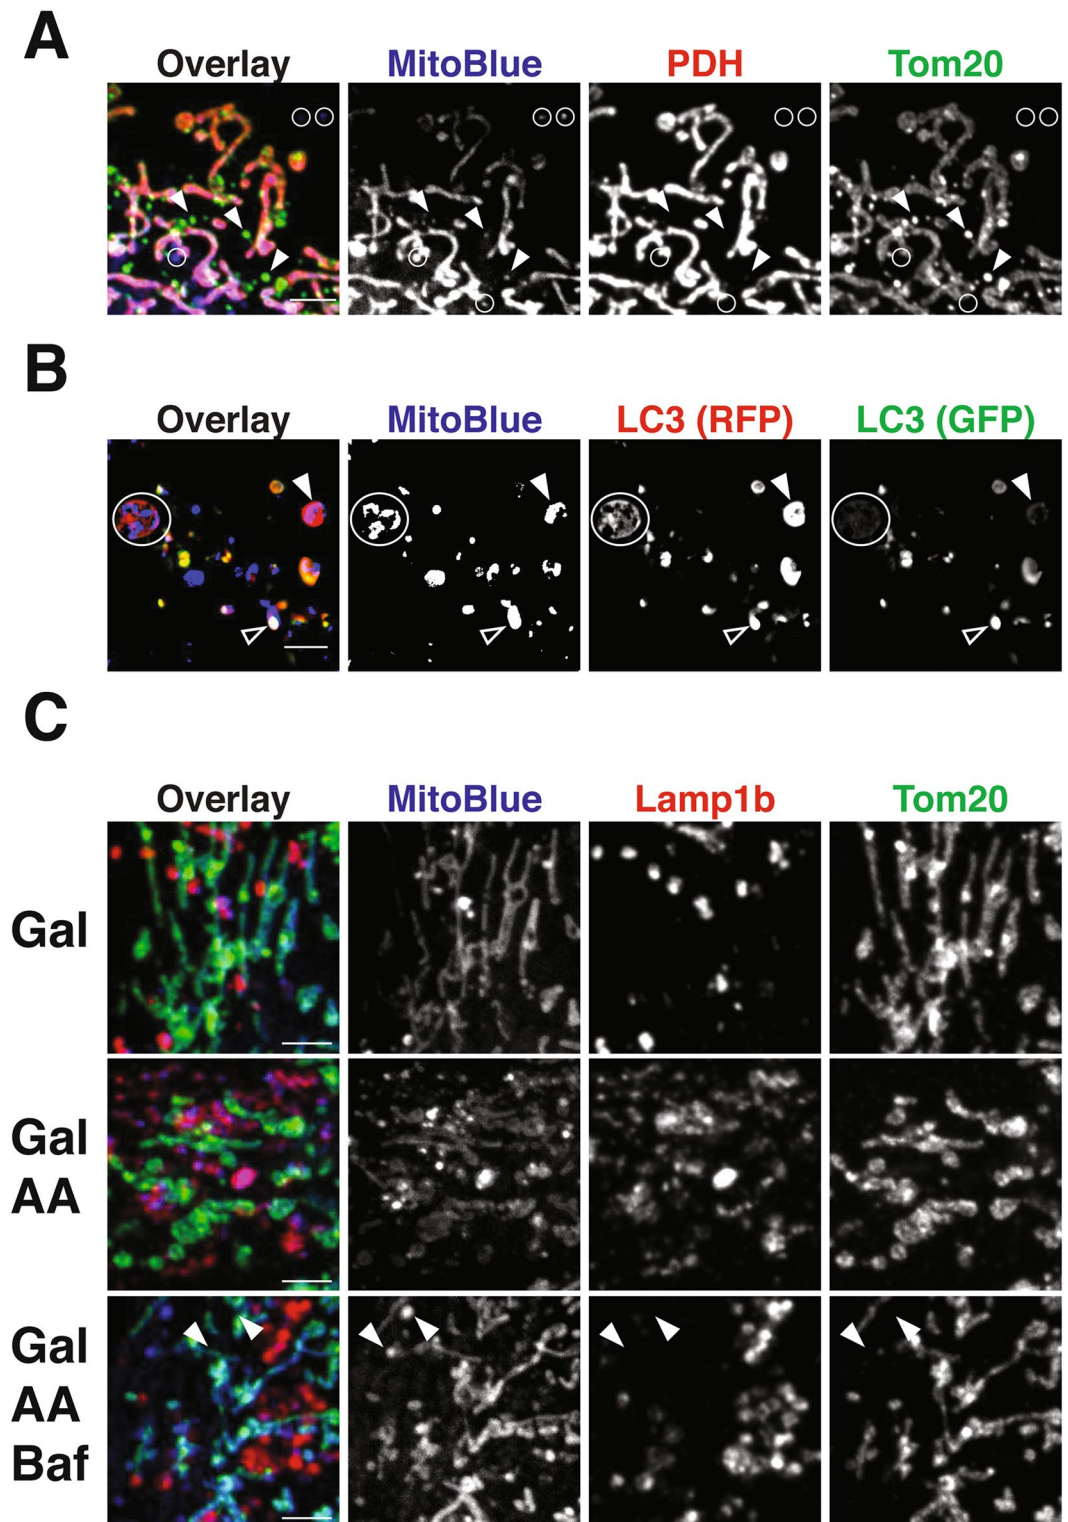 A
Overlay MitoBlue PDH Tom20
B
Overlay MitoBlue LC3 (RFP) LC3 (GFP)
C
Overlay MitoBlue Lamp1b Tom20
Gal
Gal
AA
Gal
AA
Baf